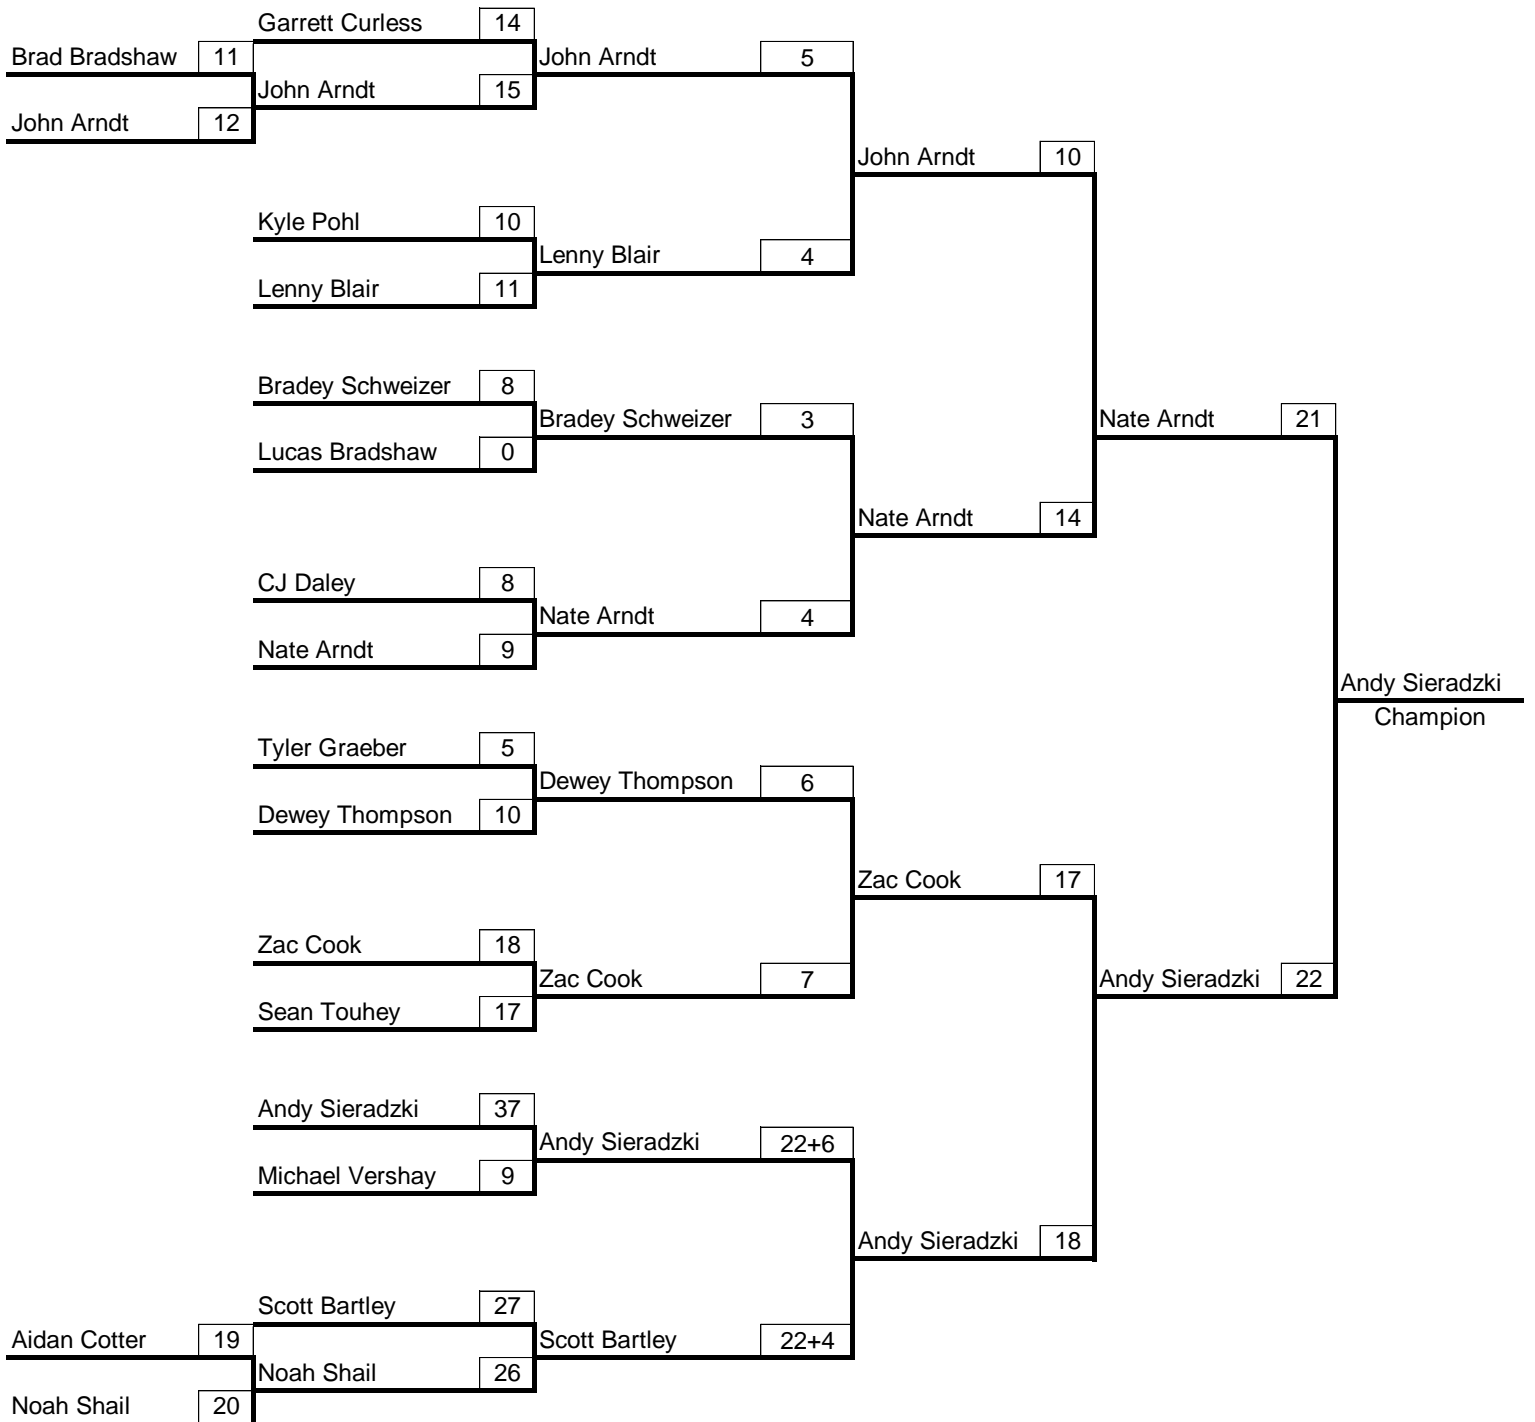 Garrett Curless 14
Brad Bradshaw 11
John Arndt 5
John Arndt 15
John Arndt 12
John Arndt 10
Kyle Pohl 10
Lenny Blair 4
Lenny Blair 11
Bradey Schweizer 8
Bradey Schweizer 3
Nate Arndt 21
Lucas Bradshaw 0
Nate Arndt 14
CJ Daley 8
Nate Arndt 4
Nate Arndt 9
Andy Sieradzki
Champion
Tyler Graeber 5
Dewey Thompson 6
Dewey Thompson 10
Zac Cook 17
Zac Cook 18
Zac Cook 7
Andy Sieradzki 22
Sean Touhey 17
Andy Sieradzki 37
Andy Sieradzki 22+6
Michael Vershay 9
Andy Sieradzki 18
Scott Bartley 27
Aidan Cotter 19
Scott Bartley 22+4
Noah Shail 26
Noah Shail 20